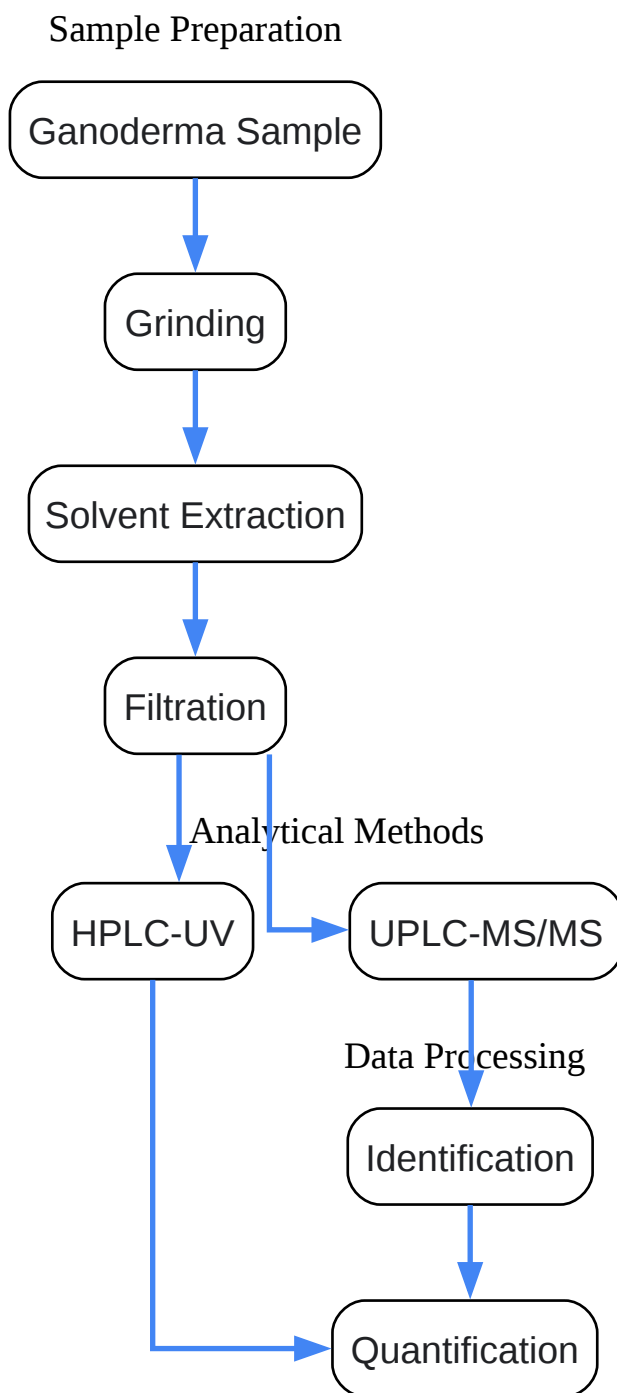 Sample Preparation
Ganoderma Sample
Grinding
Solvent Extraction
Filtration
Analytical Methods
HPLC-UV
UPLC-MS/MS
Data Processing
Identification
Quantification